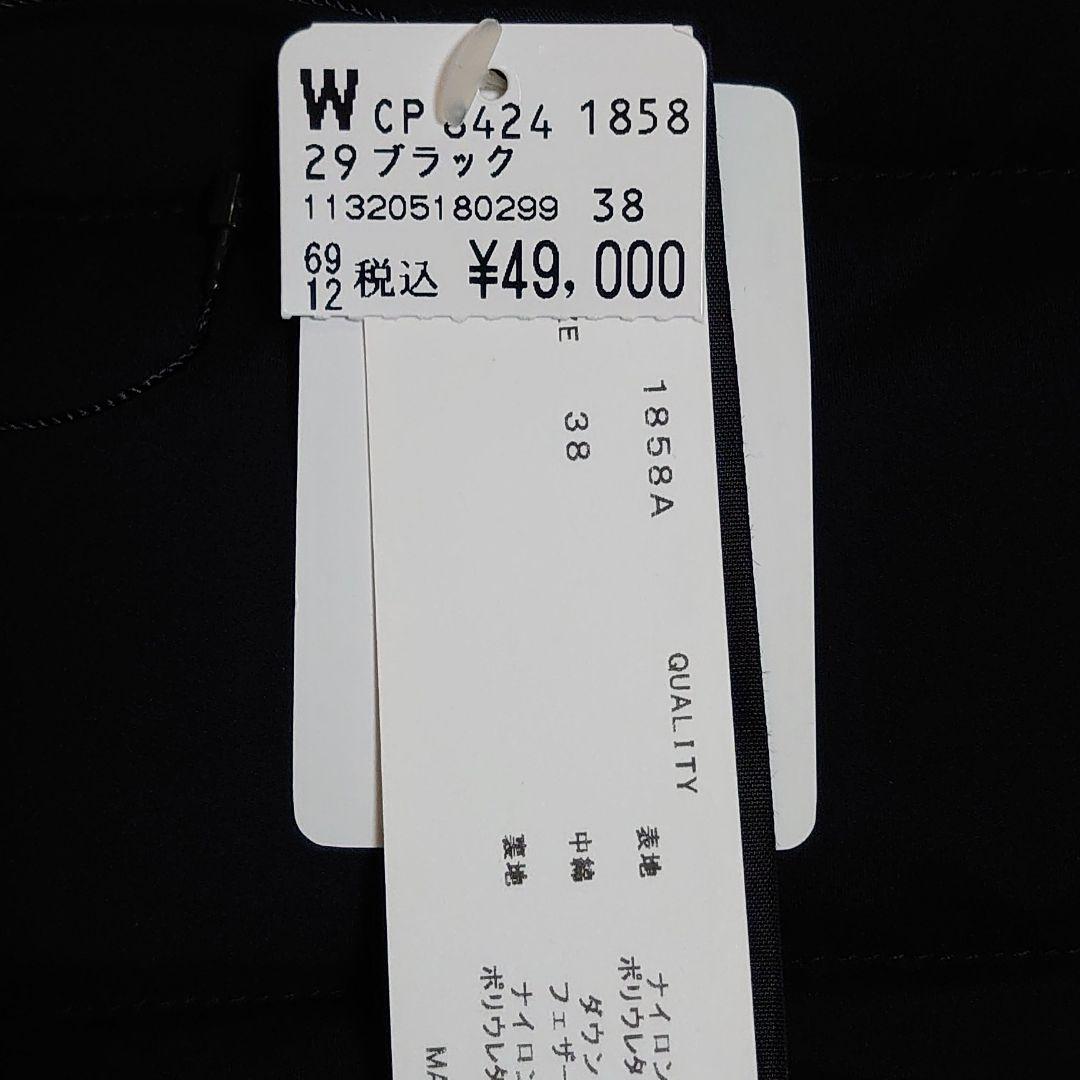 W CP 8424 1858
29 ブラック
113205180299 38
69
12 税込 ¥49,000
1858A QUALITY
38
表地 ナイロン
ポリウレタ
中綿 ダウン
フェザー
裏地 ナイロン
ポリウレタ